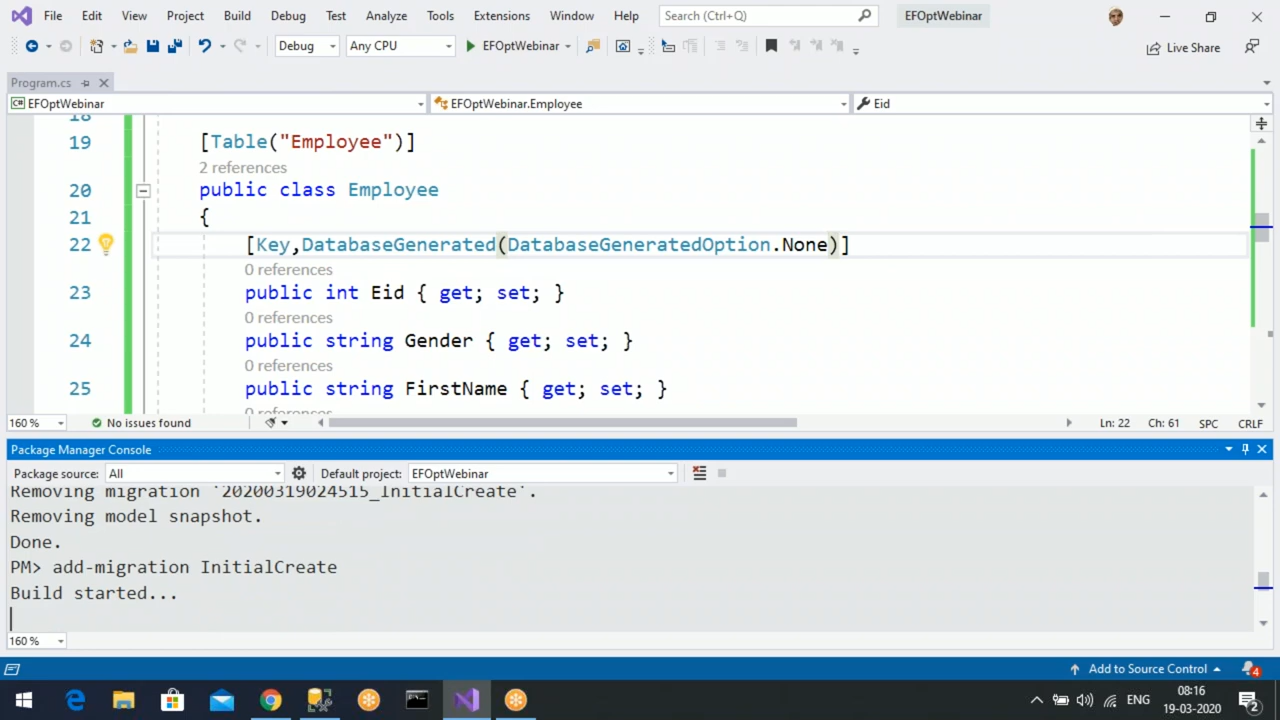 File Edit View Project Build Debug Test Analyze Tools Extensions Window Help Search (Ctrl+Q) EFOptWebinar
Debug Any CPU EFOptWebinar Live Share
Program.cs
C# EFOptWebinar EFOptWebinar.Employee Eid
18
19 [Table("Employee")]
2 references
20 public class Employee
21 {
22 [Key,DatabaseGenerated(DatabaseGeneratedOption.None)]
0 references
23 public int Eid { get; set; }
0 references
24 public string Gender { get; set; }
0 references
25 public string FirstName { get; set; }
0 references
160 % No issues found Ln: 22 Ch: 61 SPC CRLF
Package Manager Console
Package source: All Default project: EFOptWebinar
Removing migration '20200319024515_InitialCreate'.
Removing model snapshot.
Done.
PM> add-migration InitialCreate
Build started...
160 %
Add to Source Control 4
ENG 08:16
19-03-2020 2